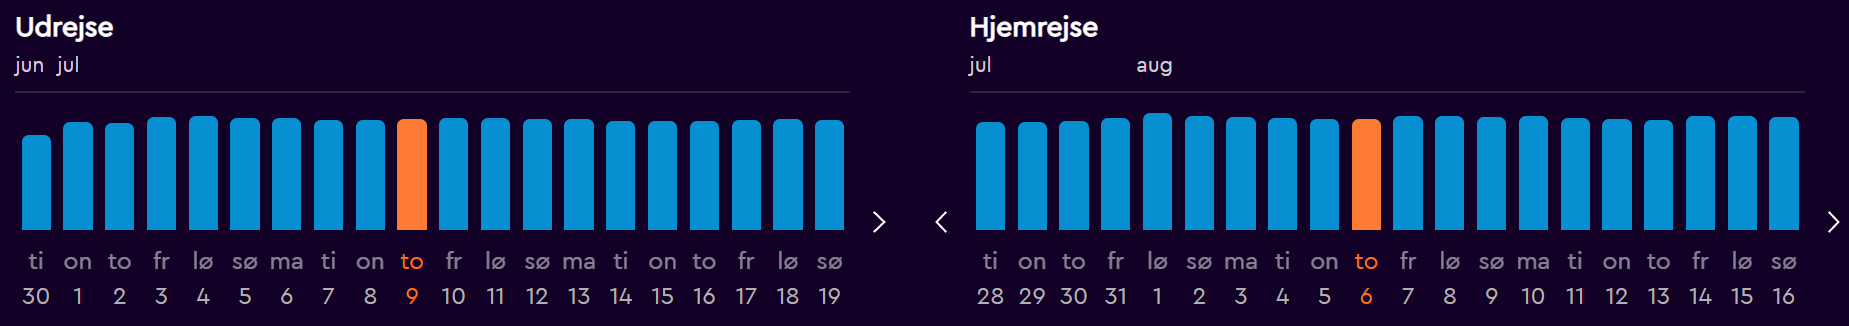 Udrejse
jun jul
ti on to fr lø sø ma ti on to fr lø sø ma ti on to fr lø sø
30 1 2 3 4 5 6 7 8 9 10 11 12 13 14 15 16 17 18 19
Hjemrejse
jul aug
ti on to fr lø sø ma ti on to fr lø sø ma ti on to fr lø sø
28 29 30 31 1 2 3 4 5 6 7 8 9 10 11 12 13 14 15 16